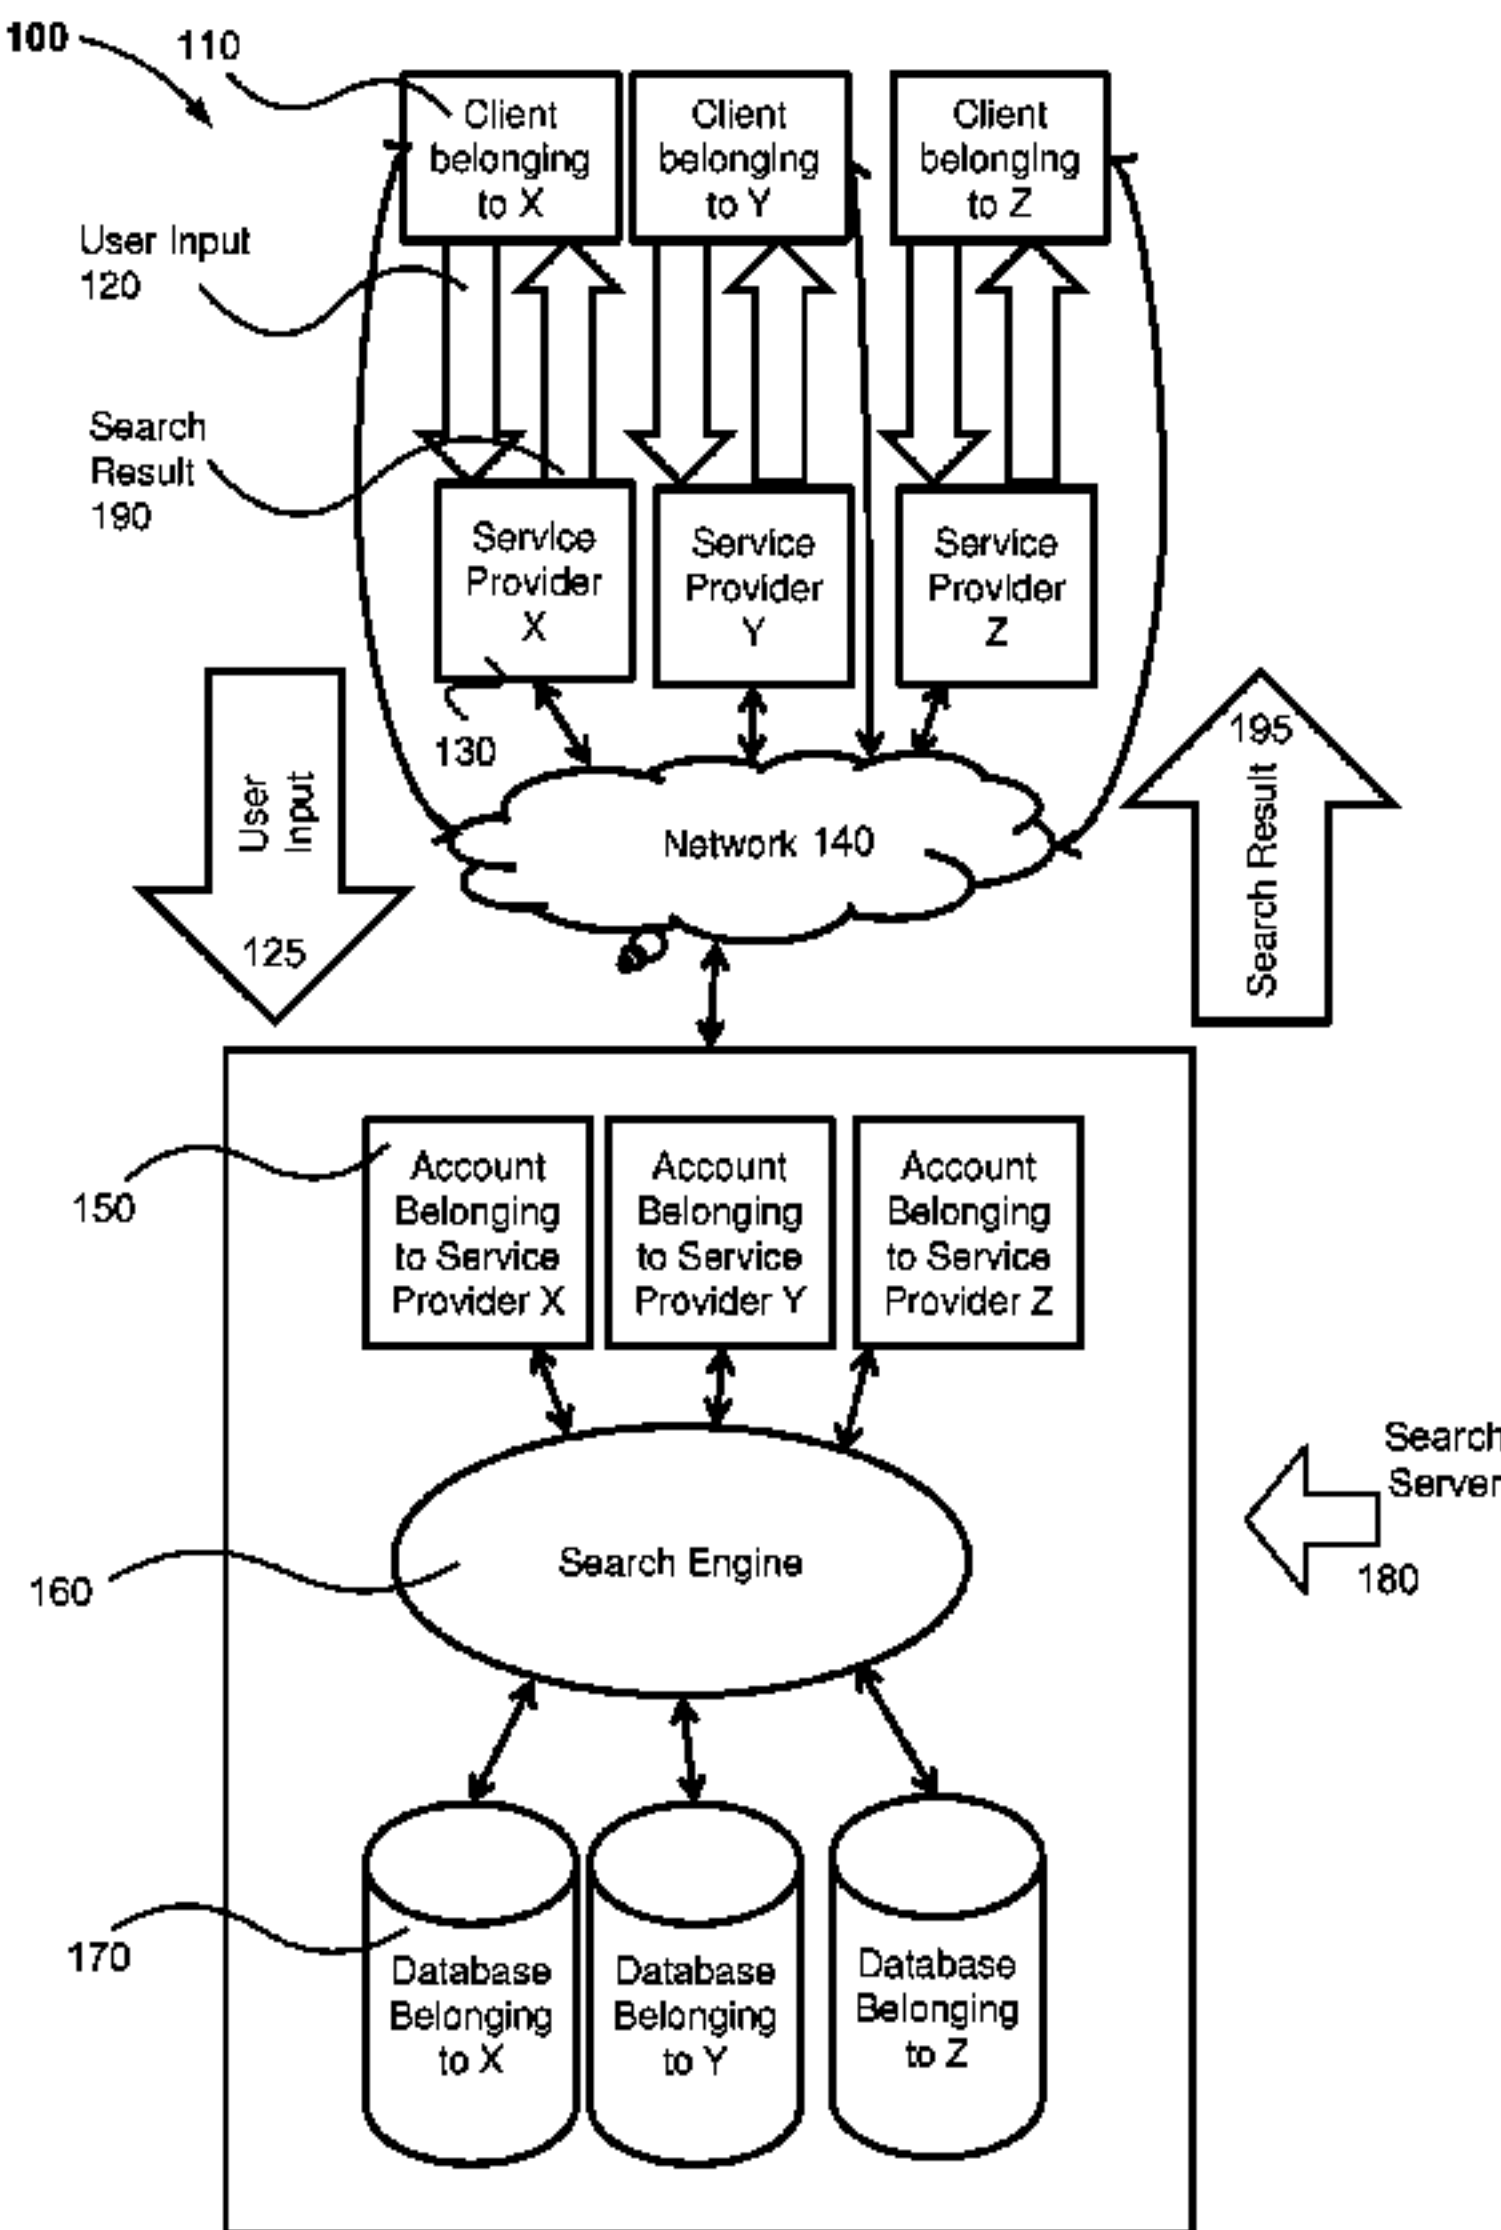 100
110
Client
belonging
to X
Client
belonging
to Y
Client
belonging
to Z
User Input
120
Search
Result
190
Service
Provider
X
Service
Provider
Y
Service
Provider
Z
130
User
Input
125
Network 140
195
Search Result
150
Account
Belonging
to Service
Provider X
Account
Belonging
to Service
Provider Y
Account
Belonging
to Service
Provider Z
Search
Server
180
160
Search Engine
170
Database
Belonging
to X
Database
Belonging
to Y
Database
Belonging
to Z